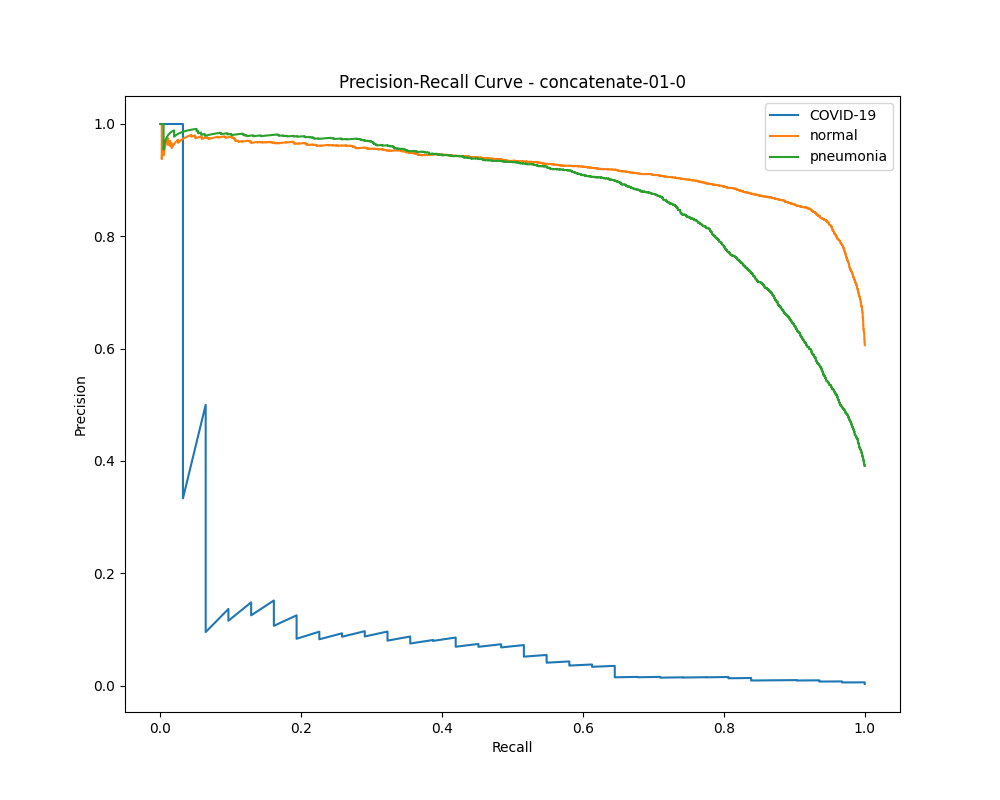 Precision-Recall Curve - concatenate-01-0
COVID-19
normal
pneumonia
1.0
0.8
0.6
0.4
0.2
0.0
Precision
0.0 0.2 0.4 0.6 0.8 1.0
Recall